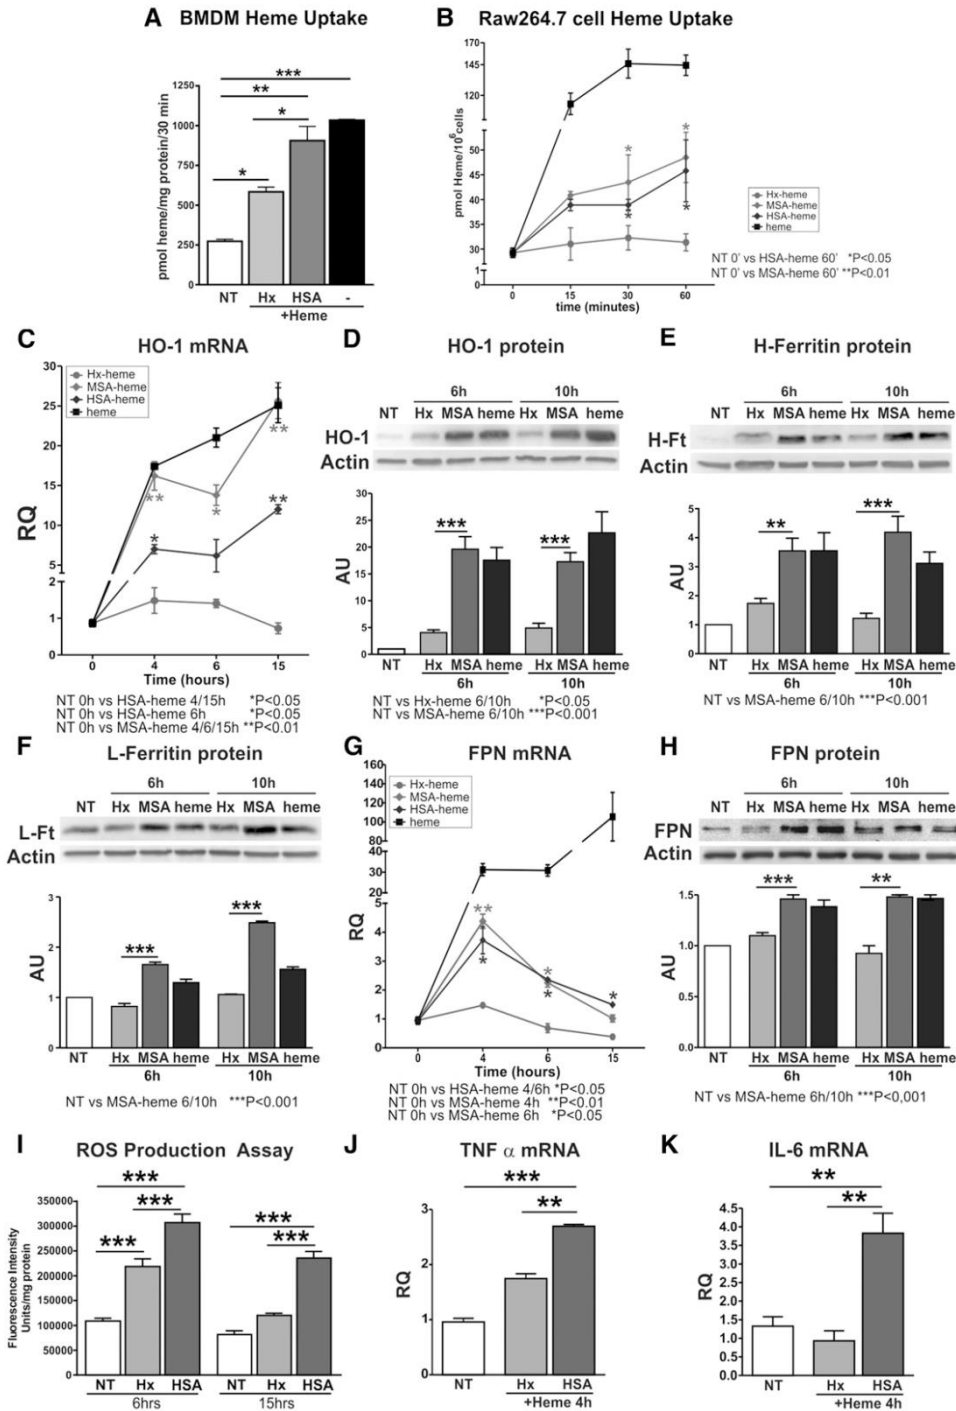 A BMDM Heme Uptake
pmol heme/mg protein/30 min
1250
1000
750
500
250
0
***
**
*
*
NT Hx HSA -
+Heme
B Raw264.7 cell Heme Uptake
pmol Heme/10⁶cells
170
145
120
50
45
40
35
30
1
0
*
*
*
*
0 15 30 60
time (minutes)
Hx-heme
MSA-heme
HSA-heme
heme
NT 0' vs HSA-heme 60' *P<0.05
NT 0' vs MSA-heme 60' **P<0.01
C HO-1 mRNA
RQ
30
25
20
15
10
5
2
1
0
Hx-heme
MSA-heme
HSA-heme
heme
**
**
*
**
*
0 4 6 15
Time (hours)
NT 0h vs HSA-heme 4/15h *P<0.05
NT 0h vs HSA-heme 6h *P<0.05
NT 0h vs MSA-heme 4/6/15h **P<0.01
D HO-1 protein
6h 10h
NT Hx MSA heme Hx MSA heme
HO-1
Actin
AU
30
25
20
15
10
5
0
***
***
NT Hx MSA heme Hx MSA heme
6h 10h
NT vs Hx-heme 6/10h *P<0.05
NT vs MSA-heme 6/10h ***P<0.001
E H-Ferritin protein
6h 10h
NT Hx MSA heme Hx MSA heme
H-Ft
Actin
AU
5
4
3
2
1
0
**
***
NT Hx MSA heme Hx MSA heme
6h 10h
NT vs MSA-heme 6/10h ***P<0.001
F L-Ferritin protein
6h 10h
NT Hx MSA heme Hx MSA heme
L-Ft
Actin
AU
3
2
1
0
***
***
NT Hx MSA heme Hx MSA heme
6h 10h
NT vs MSA-heme 6/10h ***P<0.001
G FPN mRNA
RQ
160
140
120
100
80
40
30
20
5
4
3
2
1
0
Hx-heme
MSA-heme
HSA-heme
heme
**
*
*
*
*
0 4 6 15
Time (hours)
NT 0h vs HSA-heme 4/6h *P<0.05
NT 0h vs MSA-heme 4h **P<0.01
NT 0h vs MSA-heme 6h *P<0.05
H FPN protein
6h 10h
NT Hx MSA heme Hx MSA heme
FPN
Actin
AU
1.5
1.0
0.5
0.0
***
**
NT Hx MSA heme Hx MSA heme
6h 10h
NT vs MSA-heme 6h/10h ***P<0,001
I ROS Production Assay
Fluorescence Intensity
Units/mg protein
350000
300000
250000
200000
150000
100000
50000
0
***
***
***
***
***
NT Hx HSA NT Hx HSA
6hrs 15hrs
J TNF α mRNA
RQ
3
2
1
0
***
**
NT Hx HSA
+Heme 4h
K IL-6 mRNA
RQ
4.5
4.0
3.5
3.0
2.5
2.0
1.5
1.0
0.5
0.0
**
**
NT Hx HSA
+Heme 4h